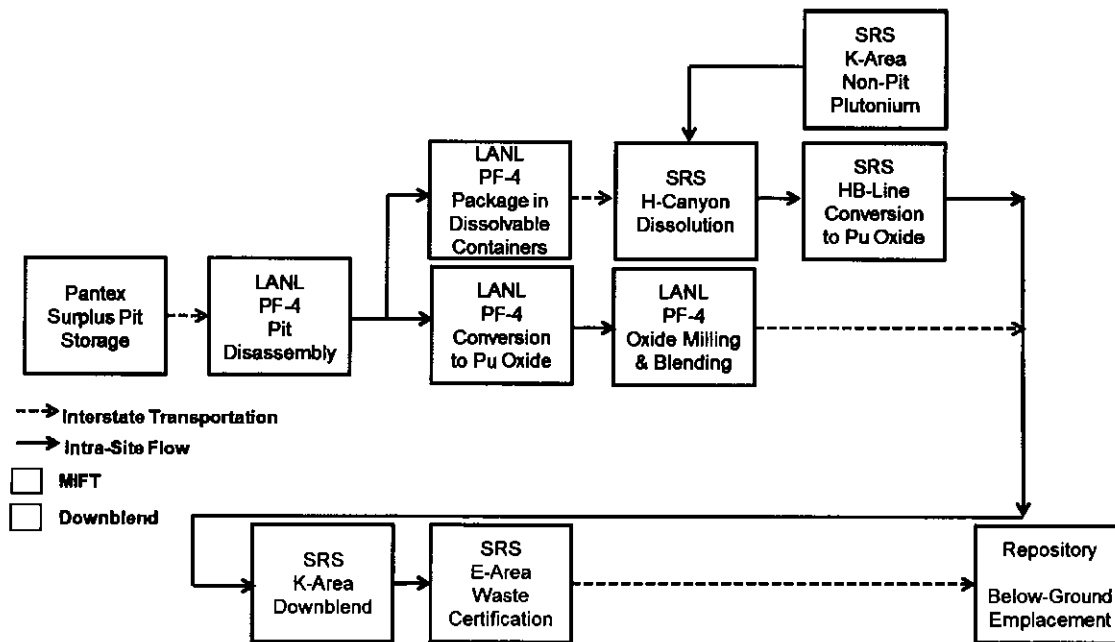 SRS
K-Area
Non-Pit
Plutonium
LANL
PF-4
Package in
Dissolvable
Containers
SRS
H-Canyon
Dissolution
SRS
HB-Line
Conversion
to Pu Oxide
Pantex
Surplus Pit
Storage
LANL
PF-4
Pit
Disassembly
LANL
PF-4
Conversion
to Pu Oxide
LANL
PF-4
Oxide Milling
& Blending
Interstate Transportation
Intra-Site Flow
MIFT
Downblend
SRS
K-Area
Downblend
SRS
E-Area
Waste
Certification
Repository
Below-Ground
Emplacement